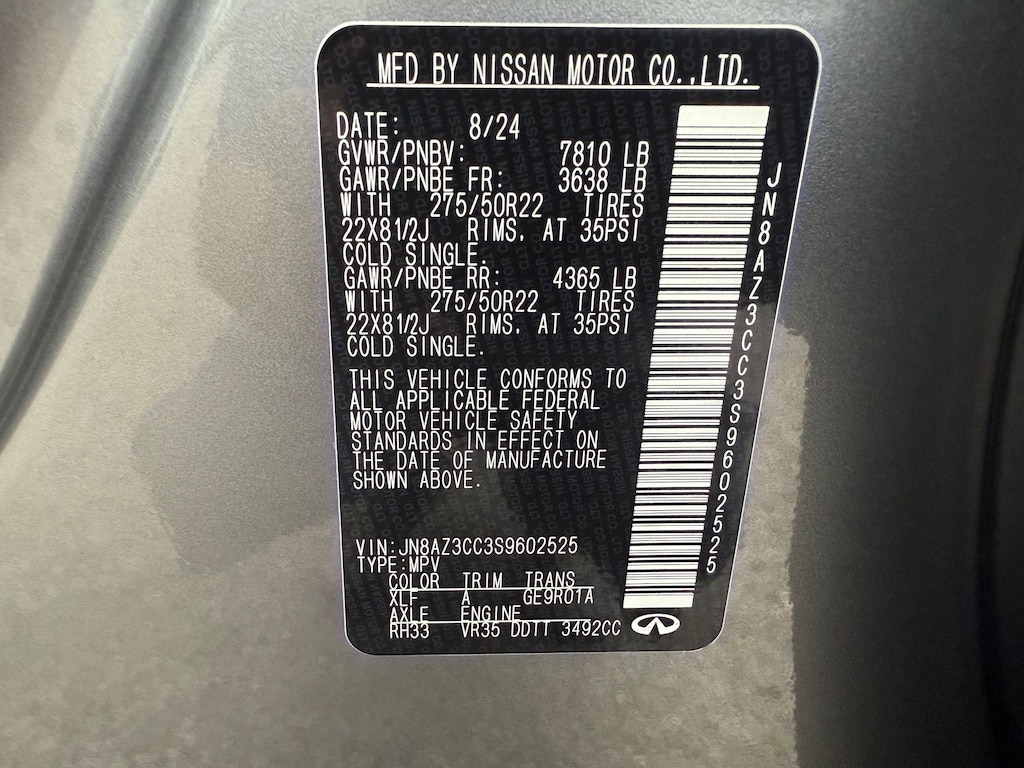 MFD BY NISSAN MOTOR CO.,LTD.
DATE: 8/24
GVWR/PNBV: 7810 LB
GAWR/PNBE FR: 3638 LB
WITH 275/50R22 TIRES
22X81/2J RIMS, AT 35PSI
COLD SINGLE.
GAWR/PNBE RR: 4365 LB
WITH 275/50R22 TIRES
22X81/2J RIMS, AT 35PSI
COLD SINGLE.
THIS VEHICLE CONFORMS TO
ALL APPLICABLE FEDERAL
MOTOR VEHICLE SAFETY
STANDARDS IN EFFECT ON
THE DATE OF MANUFACTURE
SHOWN ABOVE.
VIN:JN8AZ3CC3S9602525
TYPE:MPV
COLOR TRIM TRANS
XLF A GE9R01A
AXLE ENGINE
RH33 VR35 DDTT 3492CC
JN8AZ3CC3S9602525